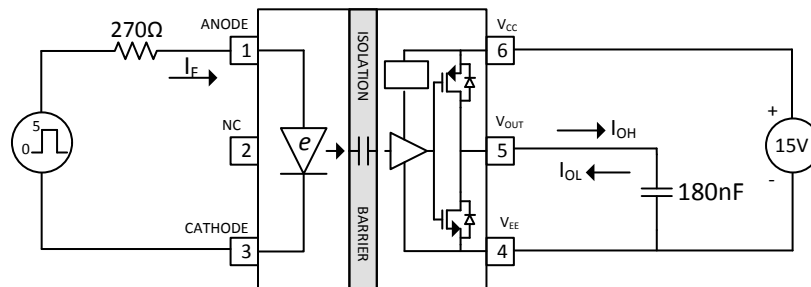 270Ω
ANODE
1
I_F
5
0
NC
2
CATHODE
3
e
ISOLATION
BARRIER
V_CC
6
V_OUT
5
I_OH
I_OL
V_EE
4
180nF
+
15V
-